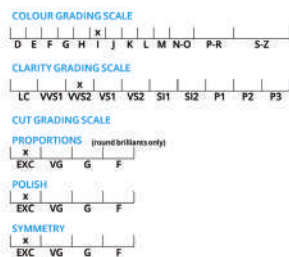 COLOUR GRADING SCALE
x
D E F G H I J K L M N-O P-R S-Z
CLARITY GRADING SCALE
x
LC VVS1 VVS2 VS1 VS2 SI1 SI2 P1 P2 P3
CUT GRADING SCALE
PROPORTIONS (round brilliants only)
x
EXC VG G F
POLISH
x
EXC VG G F
SYMMETRY
x
EXC VG G F